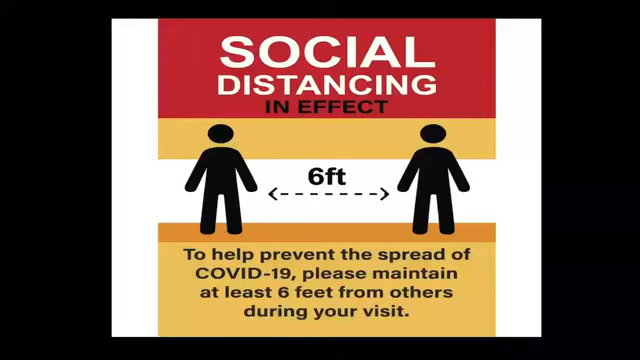 SOCIAL
DISTANCING
IN EFFECT
6ft
To help prevent the spread of
COVID-19, please maintain
at least 6 feet from others
during your visit.